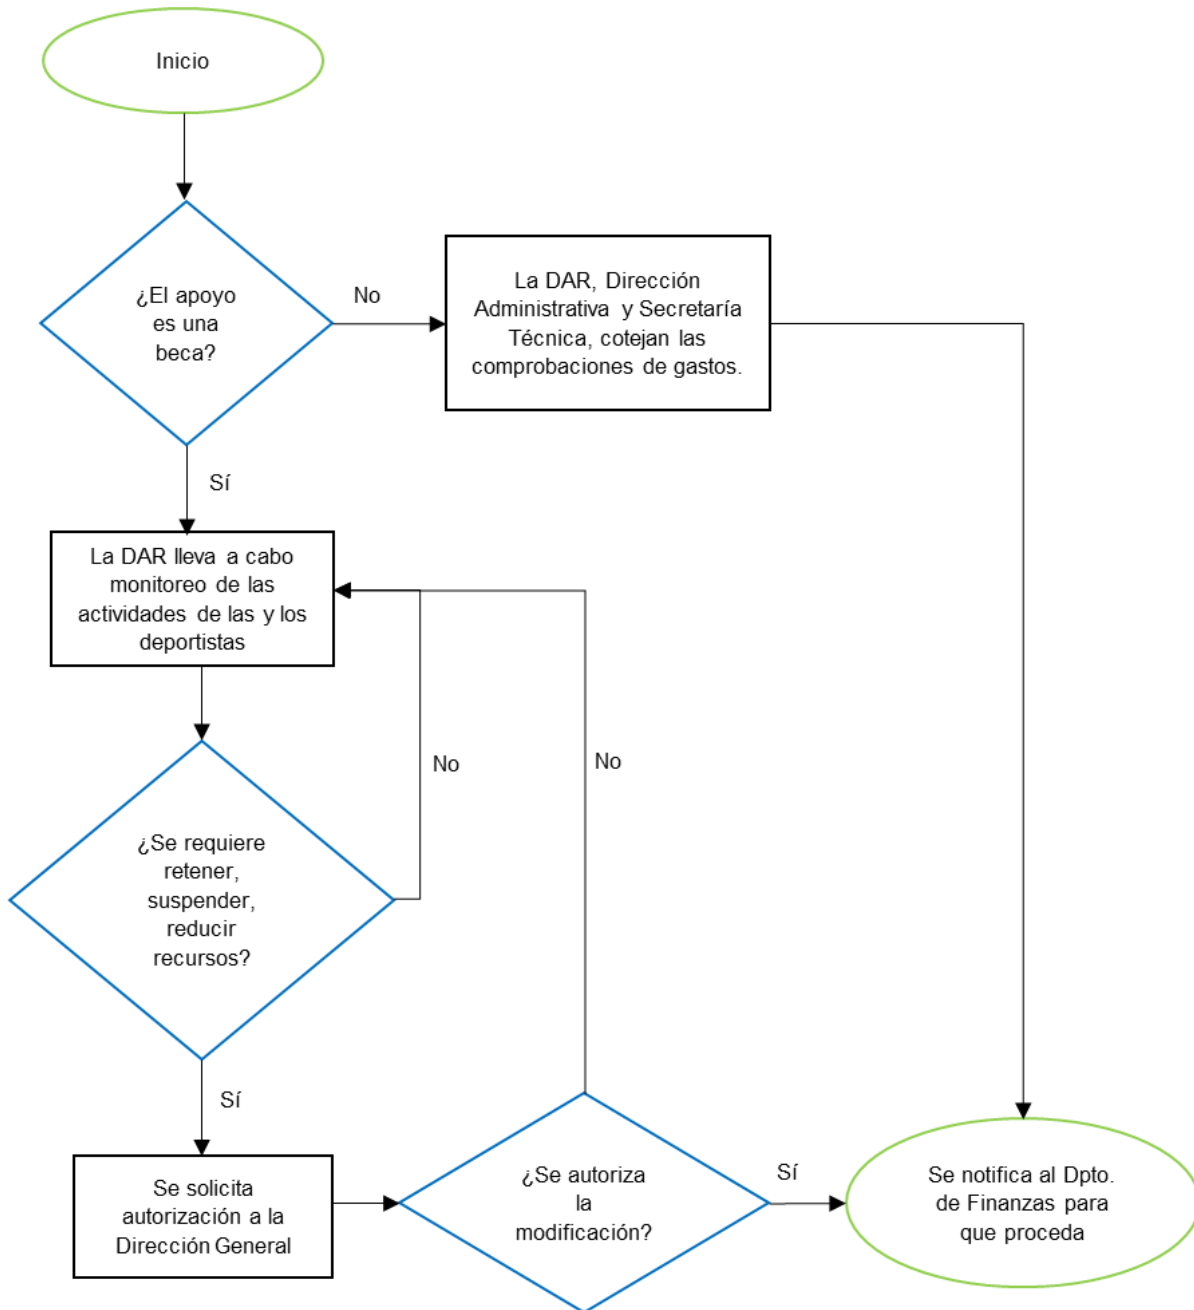 Inicio
¿El apoyo
es una
beca?
No
La DAR, Dirección
Administrativa y Secretaría
Técnica, cotejan las
comprobaciones de gastos.
Sí
La DAR lleva a cabo
monitoreo de las
actividades de las y los
deportistas
No
No
¿Se requiere
retener,
suspender,
reducir
recursos?
Sí
Se solicita
autorización a la
Dirección General
¿Se autoriza
la
modificación?
Sí
Se notifica al Dpto.
de Finanzas para
que proceda